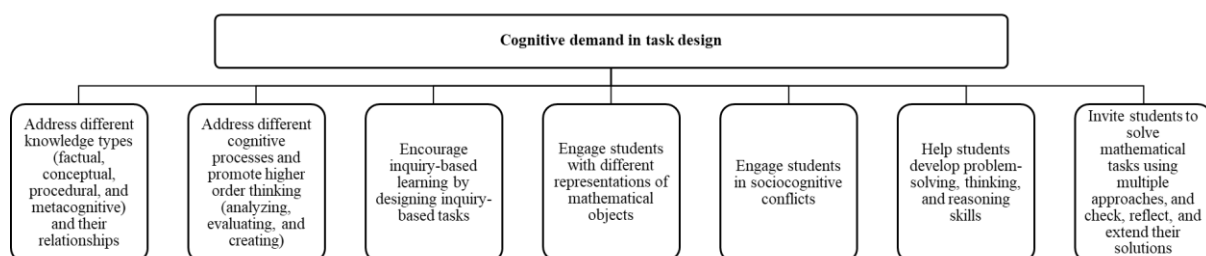 Cognitive demand in task design
Address different
knowledge types
(factual,
conceptual,
procedural, and
metacognitive)
and their
relationships
Address different
cognitive
processes and
promote higher
order thinking
(analyzing,
evaluating, and
creating)
Encourage
inquiry-based
learning by
designing inquiry-
based tasks
Engage students
with different
representations of
mathematical
objects
Engage students
in sociocognitive
conflicts
Help students
develop problem-
solving, thinking,
and reasoning
skills
Invite students to
solve
mathematical
tasks using
multiple
approaches, and
check, reflect, and
extend their
solutions